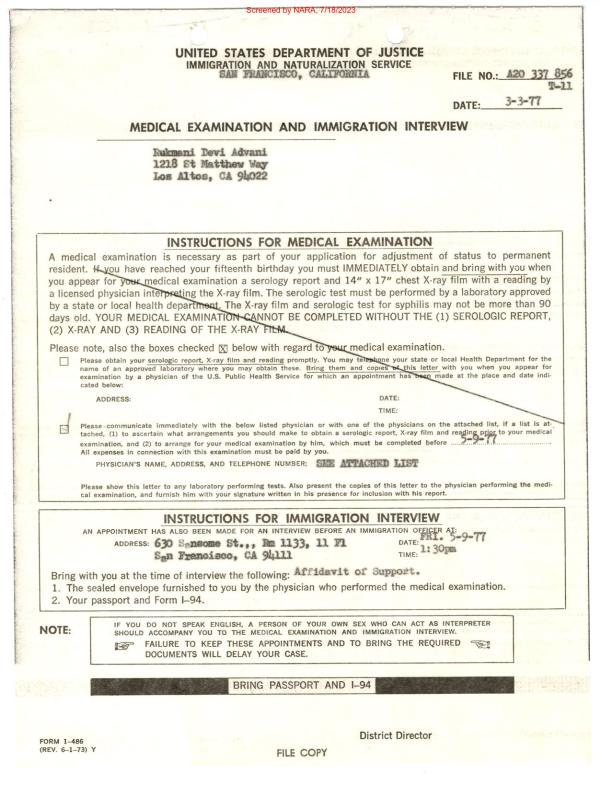 Screened by NARA, 7/18/2023
UNITED STATES DEPARTMENT OF JUSTICE
IMMIGRATION AND NATURALIZATION SERVICE
SAN FRANCISCO, CALIFORNIA
FILE NO.: A20 337 856
T-11
DATE: 3-3-77
MEDICAL EXAMINATION AND IMMIGRATION INTERVIEW
Rukmani Devi Advani
1218 St Matthew Way
Los Altos, CA 94022
INSTRUCTIONS FOR MEDICAL EXAMINATION
A medical examination is necessary as part of your application for adjustment of status to permanent
resident. If you have reached your fifteenth birthday you must IMMEDIATELY obtain and bring with you when
you appear for your medical examination a serology report and 14" x 17" chest X-ray film with a reading by
a licensed physician interpreting the X-ray film. The serologic test must be performed by a laboratory approved
by a state or local health department. The X-ray film and serologic test for syphilis may not be more than 90
days old. YOUR MEDICAL EXAMINATION CANNOT BE COMPLETED WITHOUT THE (1) SEROLOGIC REPORT,
(2) X-RAY AND (3) READING OF THE X-RAY FILM.
Please note, also the boxes checked ☒ below with regard to your medical examination.
☐ Please obtain your serologic report, X-ray film and reading promptly. You may telephone your state or local Health Department for the
name of an approved laboratory where you may obtain these. Bring them and copies of this letter with you when you appear for
examination by a physician of the U.S. Public Health Service for which an appointment has been made at the place and date indi-
cated below:
ADDRESS: DATE:
TIME:
Please communicate immediately with the below listed physician or with one of the physicians on the attached list, if a list is at-
tached, (1) to ascertain what arrangements you should make to obtain a serologic report, X-ray film and reading prior to your medical
examination, and (2) to arrange for your medical examination by him, which must be completed before 5-9-77
All expenses in connection with this examination must be paid by you.
PHYSICIAN'S NAME, ADDRESS, AND TELEPHONE NUMBER: SEE ATTACHED LIST
Please show this letter to any laboratory performing tests. Also present the copies of this letter to the physician performing the medi-
cal examination, and furnish him with your signature written in his presence for inclusion with his report.
INSTRUCTIONS FOR IMMIGRATION INTERVIEW
AN APPOINTMENT HAS ALSO BEEN MADE FOR AN INTERVIEW BEFORE AN IMMIGRATION OFFICER AT:
ADDRESS: 630 Sansome St.,, Rm 1133, 11 Fl DATE: FRI. 5-9-77
San Francisco, CA 94111 TIME: 1:30pm
Bring with you at the time of interview the following: Affidavit of Support.
1. The sealed envelope furnished to you by the physician who performed the medical examination.
2. Your passport and Form I-94.
NOTE: IF YOU DO NOT SPEAK ENGLISH, A PERSON OF YOUR OWN SEX WHO CAN ACT AS INTERPRETER
SHOULD ACCOMPANY YOU TO THE MEDICAL EXAMINATION AND IMMIGRATION INTERVIEW.
FAILURE TO KEEP THESE APPOINTMENTS AND TO BRING THE REQUIRED
DOCUMENTS WILL DELAY YOUR CASE.
BRING PASSPORT AND I-94
District Director
FORM I-486
(REV. 6-1-73) Y
FILE COPY